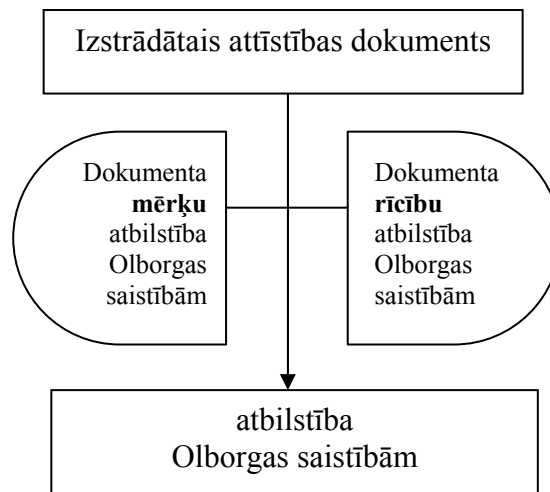 Izstrādātais attīstības dokuments
Dokumenta
mērķu
atbilstība
Olborgas
saistībām
Dokumenta
rīcību
atbilstība
Olborgas
saistībām
atbilstība
Olborgas saistībām